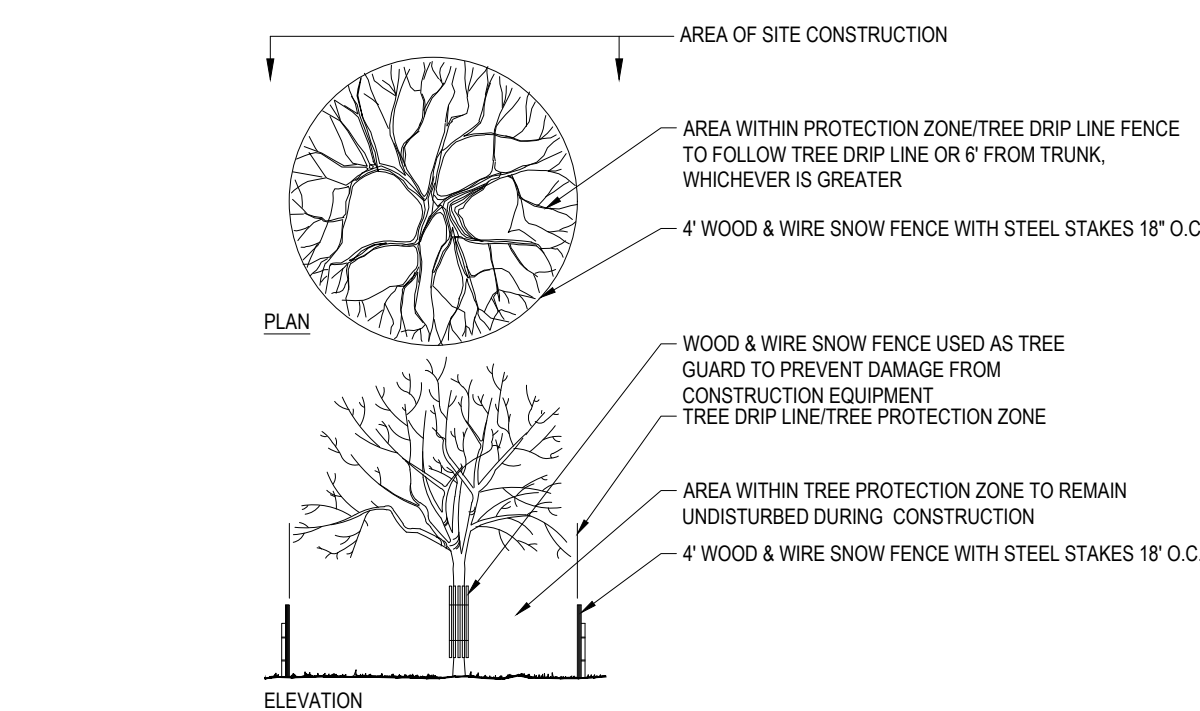 AREA OF SITE CONSTRUCTION
AREA WITHIN PROTECTION ZONE/TREE DRIP LINE FENCE
TO FOLLOW TREE DRIP LINE OR 6' FROM TRUNK,
WHICHEVER IS GREATER
4' WOOD & WIRE SNOW FENCE WITH STEEL STAKES 18" O.C
PLAN
WOOD & WIRE SNOW FENCE USED AS TREE
GUARD TO PREVENT DAMAGE FROM
CONSTRUCTION EQUIPMENT
TREE DRIP LINE/TREE PROTECTION ZONE
AREA WITHIN TREE PROTECTION ZONE TO REMAIN
UNDISTURBED DURING CONSTRUCTION
4' WOOD & WIRE SNOW FENCE WITH STEEL STAKES 18' O.C.
ELEVATION